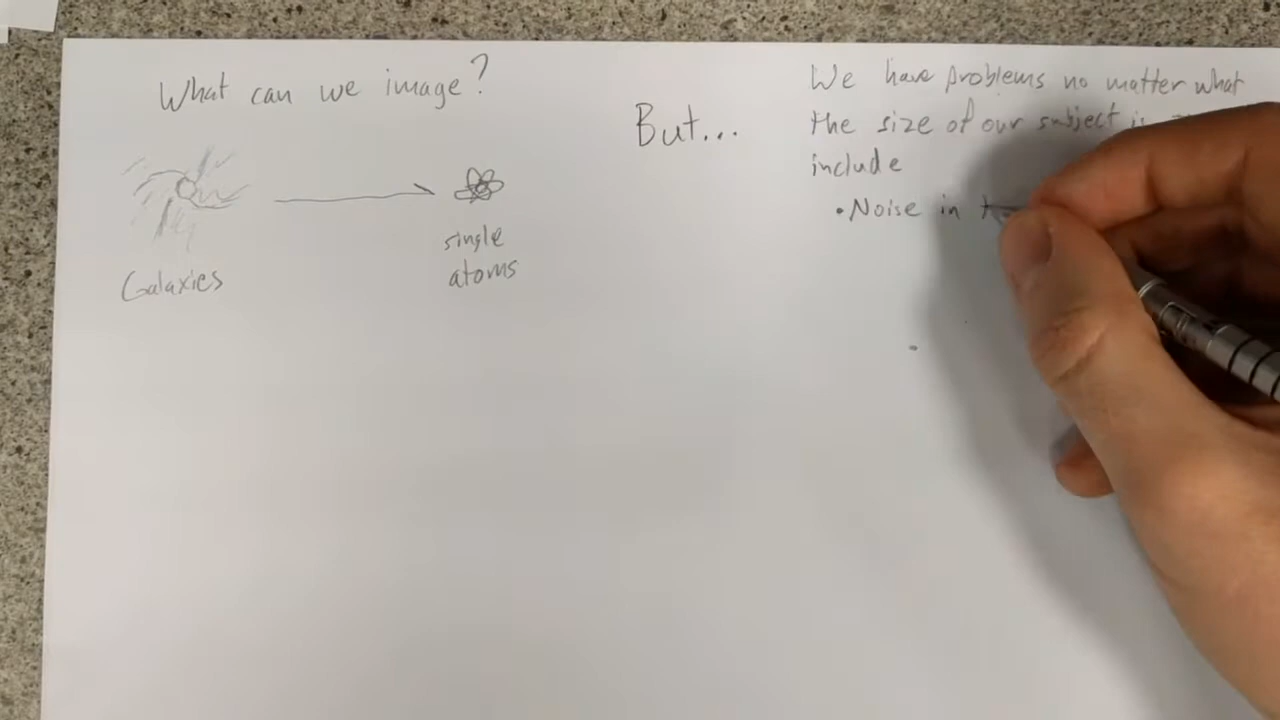 What can we image?
Galaxies
single
atoms
But...
We have problems no matter what
the size of our subject is
include
• Noise in